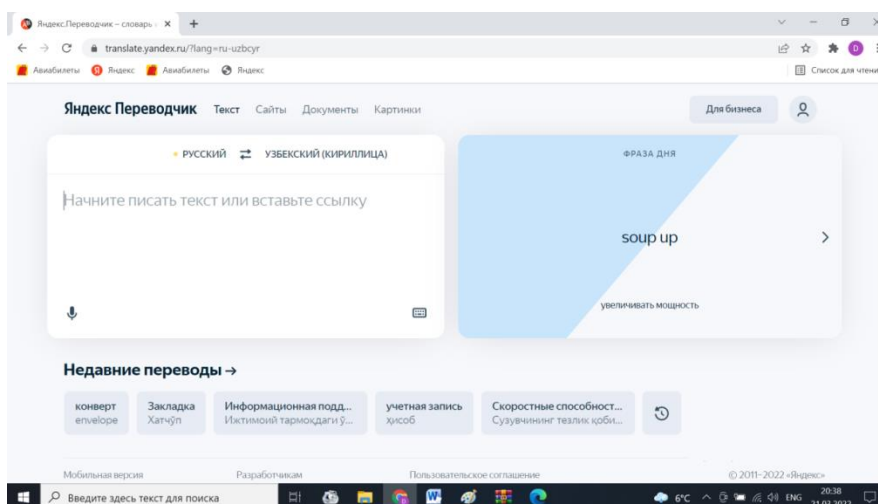 Яндекс.Переводчик – словарь
translate.yandex.ru/?lang=ru-uzbcyr
D
Авиабилеты Яндекс Авиабилеты Яндекс
Список для чтени
Яндекс Переводчик Текст Сайты Документы Картинки Для бизнеса
РУССКИЙ УЗБЕКСКИЙ (КИРИЛЛИЦА)
Начните писать текст или вставьте ссылку
ФРАЗА ДНЯ
soup up
увеличивать мощность
Недавние переводы →
конверт
envelope
Закладка
Хатчўп
Информационная подд...
Ижтимоий тармоқдаги ў...
учетная запись
ҳисоб
Скоростные способност...
Сузувчининг тезлик қоби...
Мобильная версия Разработчикам Пользовательское соглашение © 2011–2022 «Яндекс»
Введите здесь текст для поиска
6°C ENG 20:38